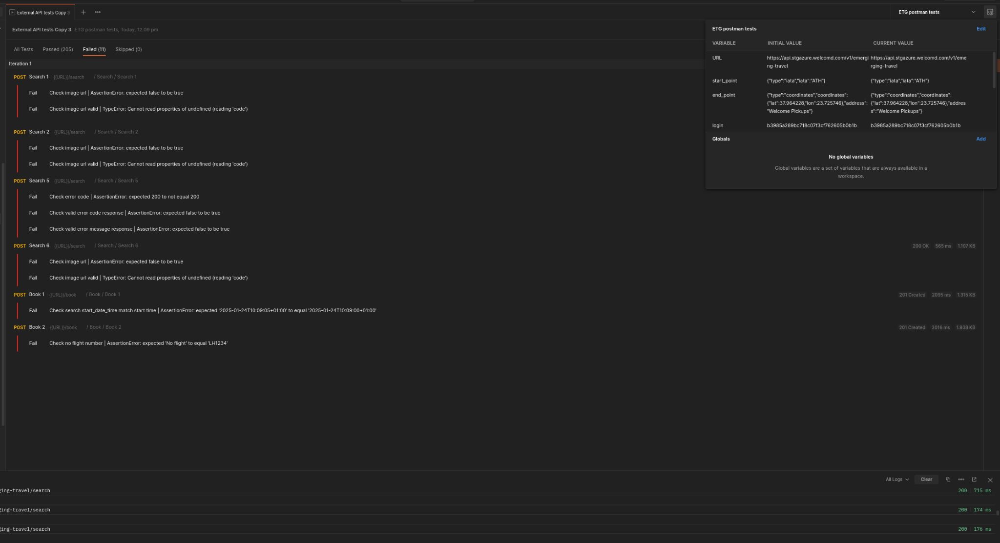 External API tests Copy 3
ETG postman tests
External API tests Copy 3 ETG postman tests, Today, 12:09 pm
All Tests Passed (205) Failed (11) Skipped (0)
Iteration 1
POST Search 1 {{URL}}/search / Search / Search 1
Fail Check image url | AssertionError: expected false to be true
Fail Check image url valid | TypeError: Cannot read properties of undefined (reading 'code')
POST Search 2 {{URL}}/search / Search / Search 2
Fail Check image url | AssertionError: expected false to be true
Fail Check image url valid | TypeError: Cannot read properties of undefined (reading 'code')
POST Search 5 {{URL}}/search / Search / Search 5
Fail Check error code | AssertionError: expected 200 to not equal 200
Fail Check valid error code response | AssertionError: expected false to be true
Fail Check valid error message response | AssertionError: expected false to be true
POST Search 6 {{URL}}/search / Search / Search 6 200 OK 565 ms 1.107 KB
Fail Check image url | AssertionError: expected false to be true
Fail Check image url valid | TypeError: Cannot read properties of undefined (reading 'code')
POST Book 1 {{URL}}/book / Book / Book 1 201 Created 2095 ms 1.315 KB
Fail Check search start_date_time match start time | AssertionError: expected '2025-01-24T10:09:05+01:00' to equal '2025-01-24T10:09:00+01:00'
POST Book 2 {{URL}}/book / Book / Book 2 201 Created 2016 ms 1.938 KB
Fail Check no flight number | AssertionError: expected 'No flight' to equal 'LH1234'
ETG postman tests Edit
VARIABLE INITIAL VALUE CURRENT VALUE
URL https://api.stgazure.welcomd.com/v1/emergi https://api.stgazure.welcomd.com/v1/eme
ng-travel rging-travel
start_point {"type":"iata","iata":"ATH"} {"type":"iata","iata":"ATH"}
end_point {"type":"coordinates","coordinates": {"type":"coordinates","coordinates":
{"lat":37.964228,"lon":23.725746},"address": {"lat":37.964228,"lon":23.725746},"addres
"Welcome Pickups"} s":"Welcome Pickups"}
login b3985a289bc718c07f3cf762605b0b1b b3985a289bc718c07f3cf762605b0b1b
Globals Add
No global variables
Global variables are a set of variables that are always available in a
workspace.
All Logs Clear
ging-travel/search 200 715 ms
ging-travel/search 200 174 ms
ging-travel/search 200 176 ms